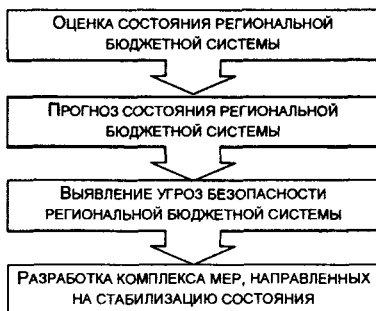 ОЦЕНКА СОСТОЯНИЯ РЕГИОНАЛЬНОЙ
БЮДЖЕТНОЙ СИСТЕМЫ
ПРОГНОЗ СОСТОЯНИЯ РЕГИОНАЛЬНОЙ
БЮДЖЕТНОЙ СИСТЕМЫ
ВЫЯВЛЕНИЕ УГРОЗ БЕЗОПАСНОСТИ
РЕГИОНАЛЬНОЙ БЮДЖЕТНОЙ СИСТЕМЫ
РАЗРАБОТКА КОМПЛЕКСА МЕР, НАПРАВЛЕННЫХ
НА СТАБИЛИЗАЦИЮ СОСТОЯНИЯ